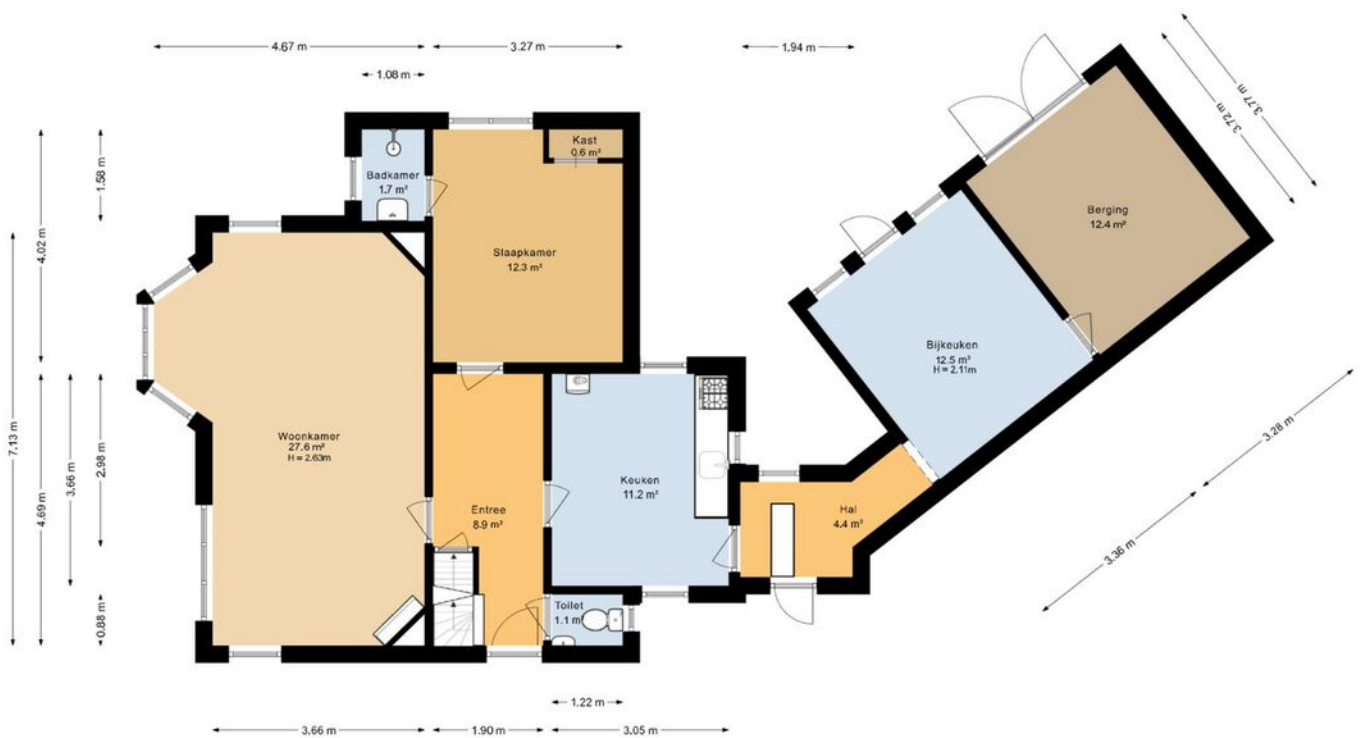 4.67 m
3.27 m
1.94 m
1.08 m
3.77 m
3.72 m
Kast
0.6 m²
Badkamer
1.7 m²
1.58 m
4.02 m
Berging
12.4 m²
Slaapkamer
12.3 m²
Bijkeuken
12.5 m²
H = 2.11m
7.13 m
Woonkamer
27.6 m²
H = 2.63m
2.98 m
3.66 m
4.69 m
3.28 m
Keuken
11.2 m²
Entree
8.9 m²
Hal
4.4 m²
3.36 m
0.88 m
Toilet
1.1 m²
1.22 m
3.66 m
1.90 m
3.05 m